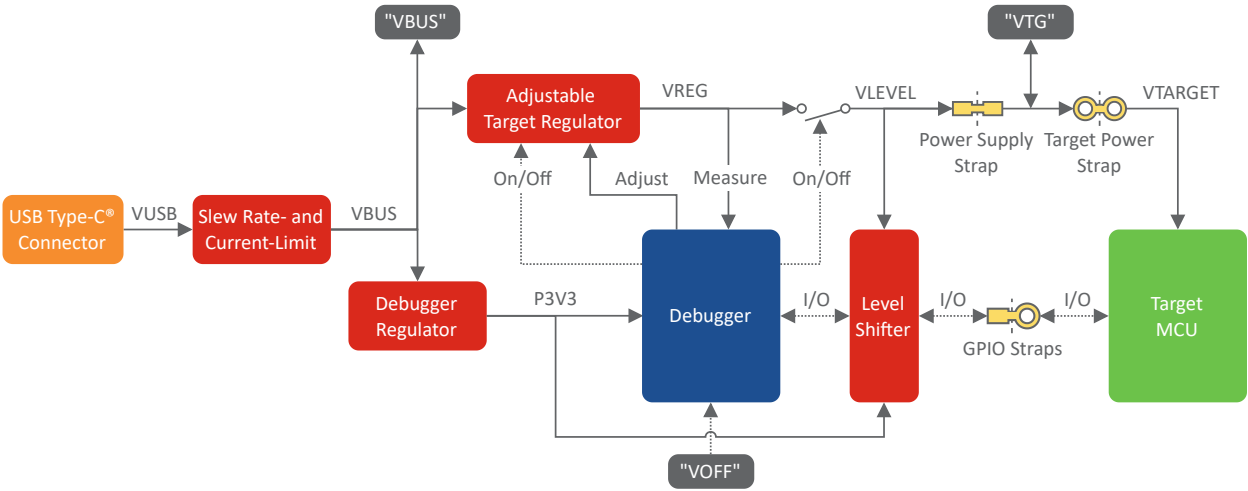 "VBUS"
"VTG"
Adjustable
Target Regulator
VREG
VLEVEL
VTARGET
Power Supply
Strap
Target Power
Strap
On/Off
Adjust
Measure
On/Off
USB Type-C®
Connector
VUSB
Slew Rate- and
Current-Limit
VBUS
Debugger
Regulator
P3V3
Debugger
I/O
Level
Shifter
I/O
GPIO Straps
I/O
Target
MCU
"VOFF"